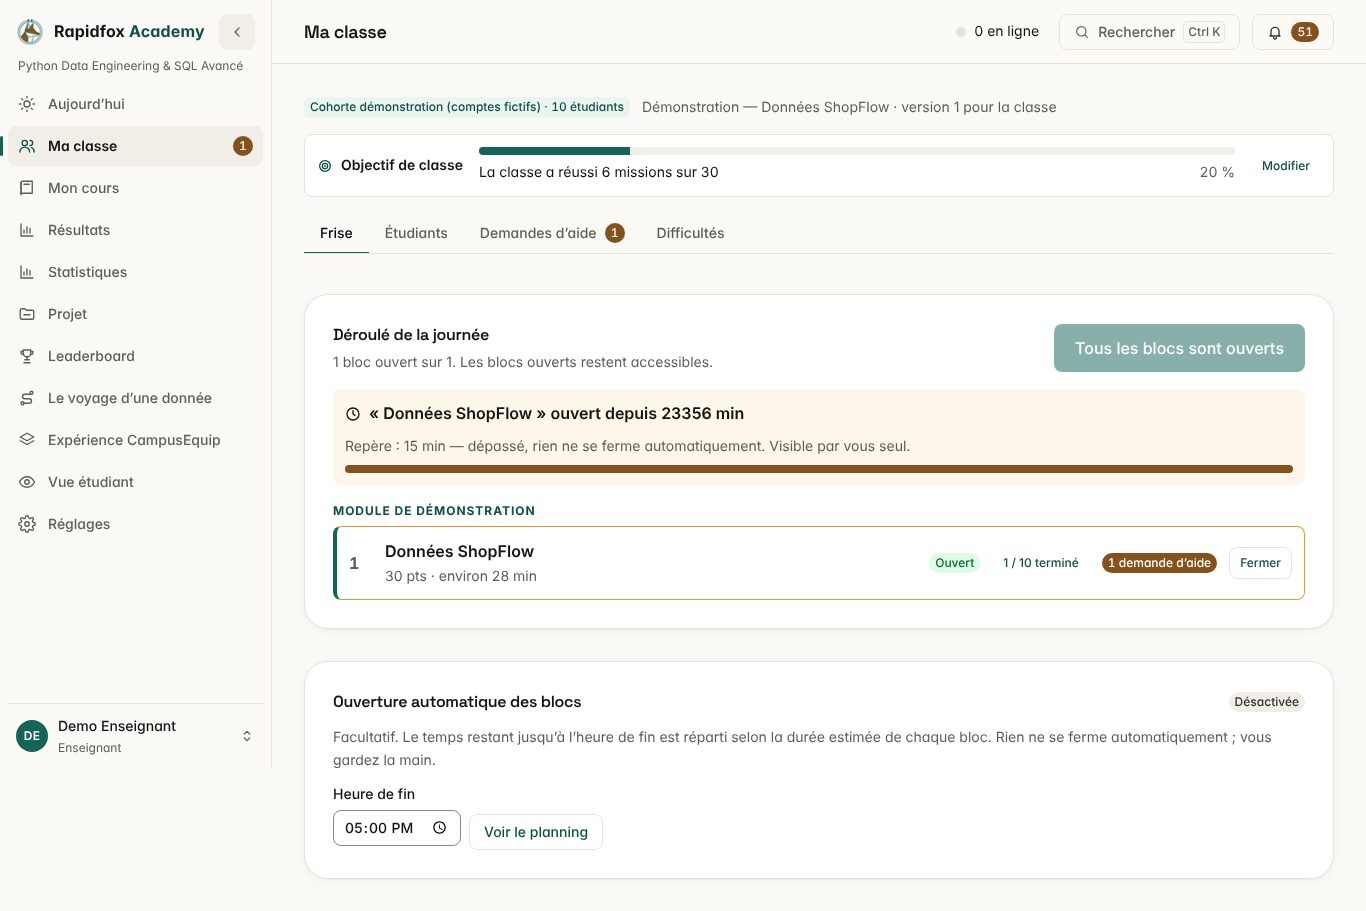 Rapidfox Academy
Python Data Engineering & SQL Avancé
Aujourd’hui
Ma classe 1
Mon cours
Résultats
Statistiques
Projet
Leaderboard
Le voyage d’une donnée
Expérience CampusEquip
Vue étudiant
Réglages
DE
Demo Enseignant
Enseignant
Ma classe
0 en ligne
Rechercher Ctrl K
51
Cohorte démonstration (comptes fictifs) · 10 étudiants
Démonstration — Données ShopFlow · version 1 pour la classe
Objectif de classe
La classe a réussi 6 missions sur 30
20 %
Modifier
Frise
Étudiants
Demandes d’aide 1
Difficultés
Déroulé de la journée
1 bloc ouvert sur 1. Les blocs ouverts restent accessibles.
Tous les blocs sont ouverts
« Données ShopFlow » ouvert depuis 23356 min
Repère : 15 min — dépassé, rien ne se ferme automatiquement. Visible par vous seul.
MODULE DE DÉMONSTRATION
1
Données ShopFlow
30 pts · environ 28 min
Ouvert
1 / 10 terminé
1 demande d’aide
Fermer
Ouverture automatique des blocs
Désactivée
Facultatif. Le temps restant jusqu’à l’heure de fin est réparti selon la durée estimée de chaque bloc. Rien ne se ferme automatiquement ; vous
gardez la main.
Heure de fin
05:00 PM
Voir le planning